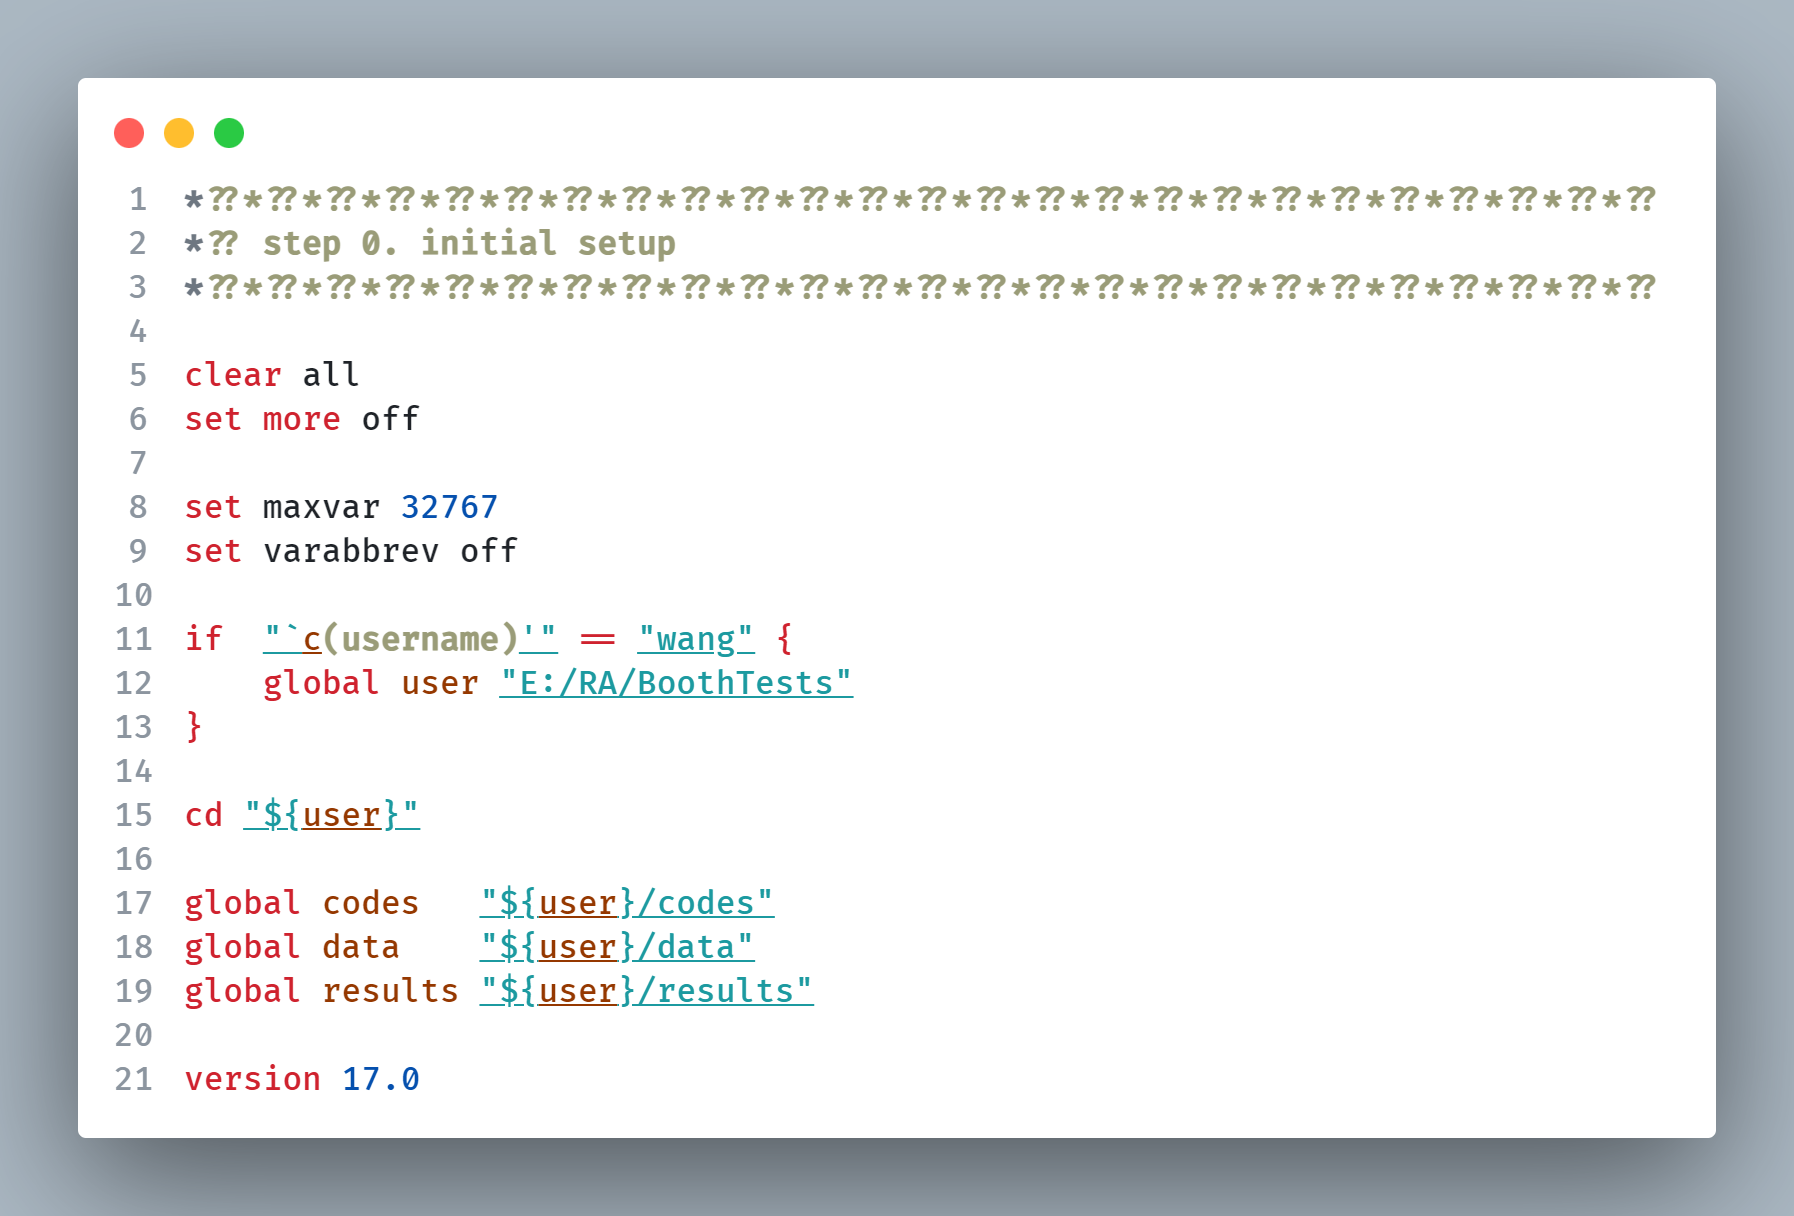 1 *??*??*??*??*??*??*??*??*??*??*??*??*??*??*??*??*??*??*??*??*??*??*??*??*??
2 *?? step 0. initial setup
3 *??*??*??*??*??*??*??*??*??*??*??*??*??*??*??*??*??*??*??*??*??*??*??*??*??
4
5 clear all
6 set more off
7
8 set maxvar 32767
9 set varabbrev off
10
11 if  "`c(username)'" == "wang" {
12     global user "E:/RA/BoothTests"
13 }
14
15 cd "${user}"
16
17 global codes   "${user}/codes"
18 global data    "${user}/data"
19 global results "${user}/results"
20
21 version 17.0